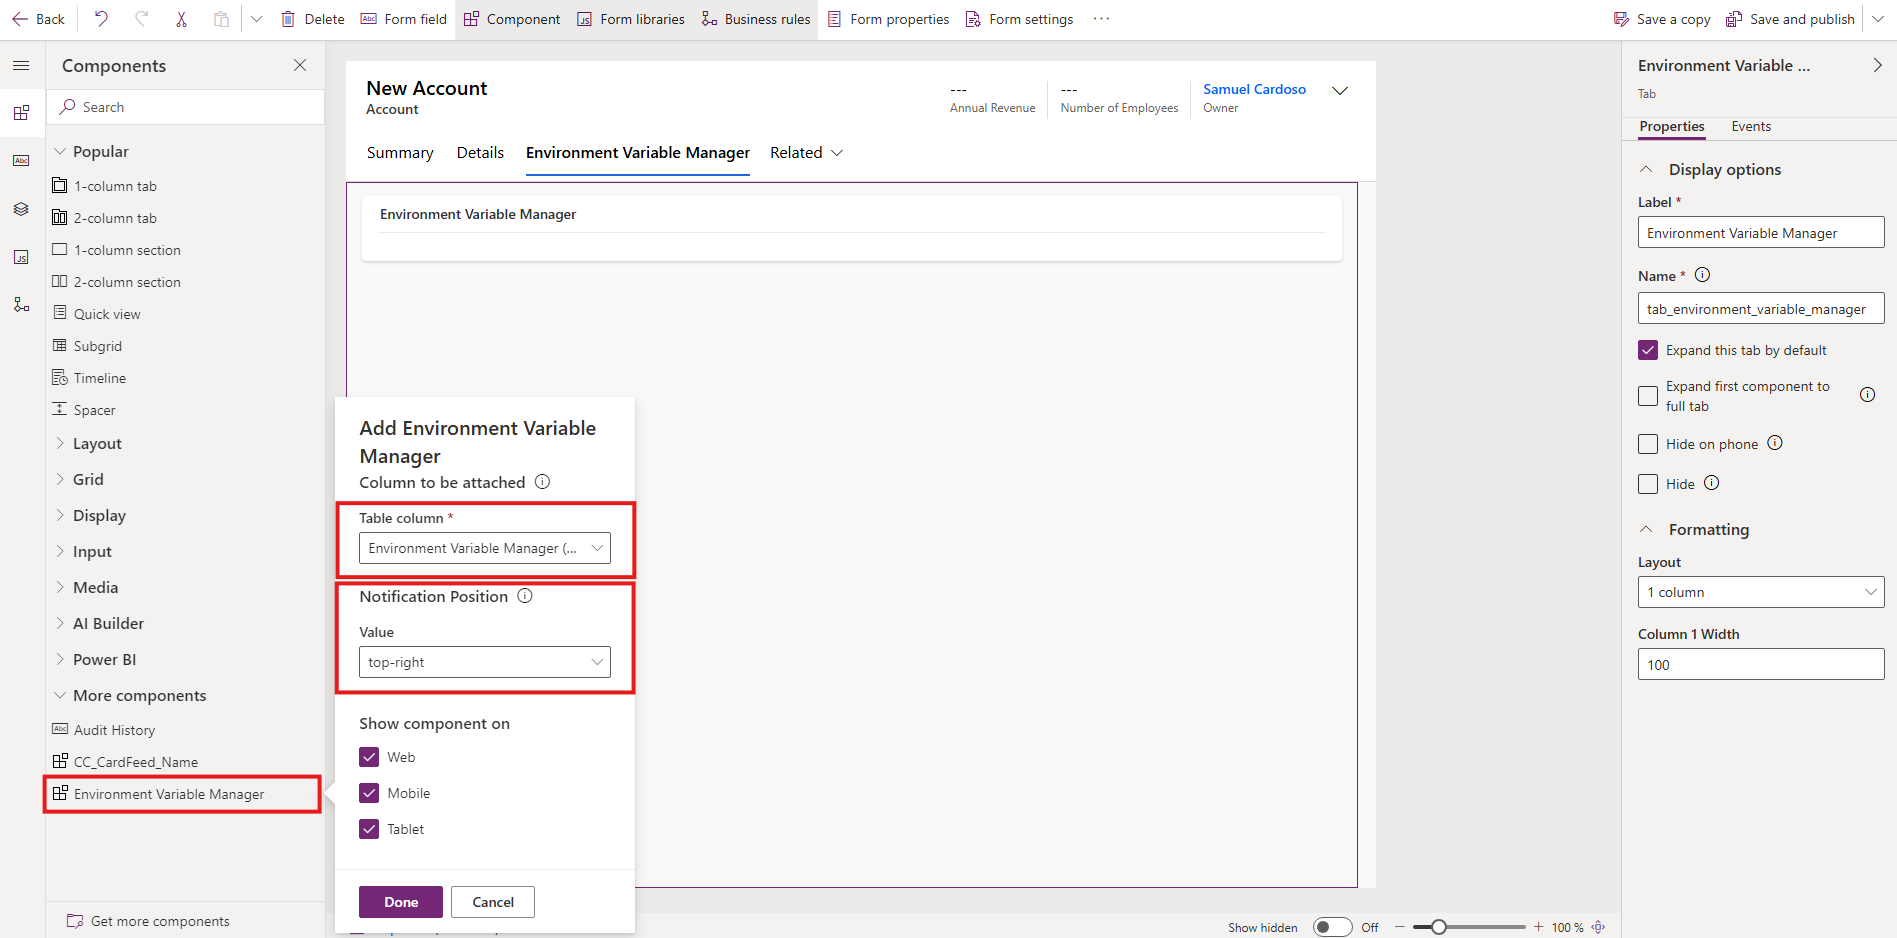 Back
Delete
Form field
Component
Form libraries
Business rules
Form properties
Form settings
Save a copy
Save and publish
Components
Search
Popular
1-column tab
2-column tab
1-column section
2-column section
Quick view
Subgrid
Timeline
Spacer
Layout
Grid
Display
Input
Media
AI Builder
Power BI
More components
Audit History
CC_CardFeed_Name
Environment Variable Manager
Get more components
New Account
Account
---
Annual Revenue
---
Number of Employees
Samuel Cardoso
Owner
Summary
Details
Environment Variable Manager
Related
Environment Variable Manager
Add Environment Variable
Manager
Column to be attached
Table column *
Environment Variable Manager (...
Notification Position
Value
top-right
Show component on
Web
Mobile
Tablet
Done
Cancel
Show hidden
Off
100 %
Environment Variable ...
Tab
Properties
Events
Display options
Label *
Environment Variable Manager
Name *
tab_environment_variable_manager
Expand this tab by default
Expand first component to
full tab
Hide on phone
Hide
Formatting
Layout
1 column
Column 1 Width
100